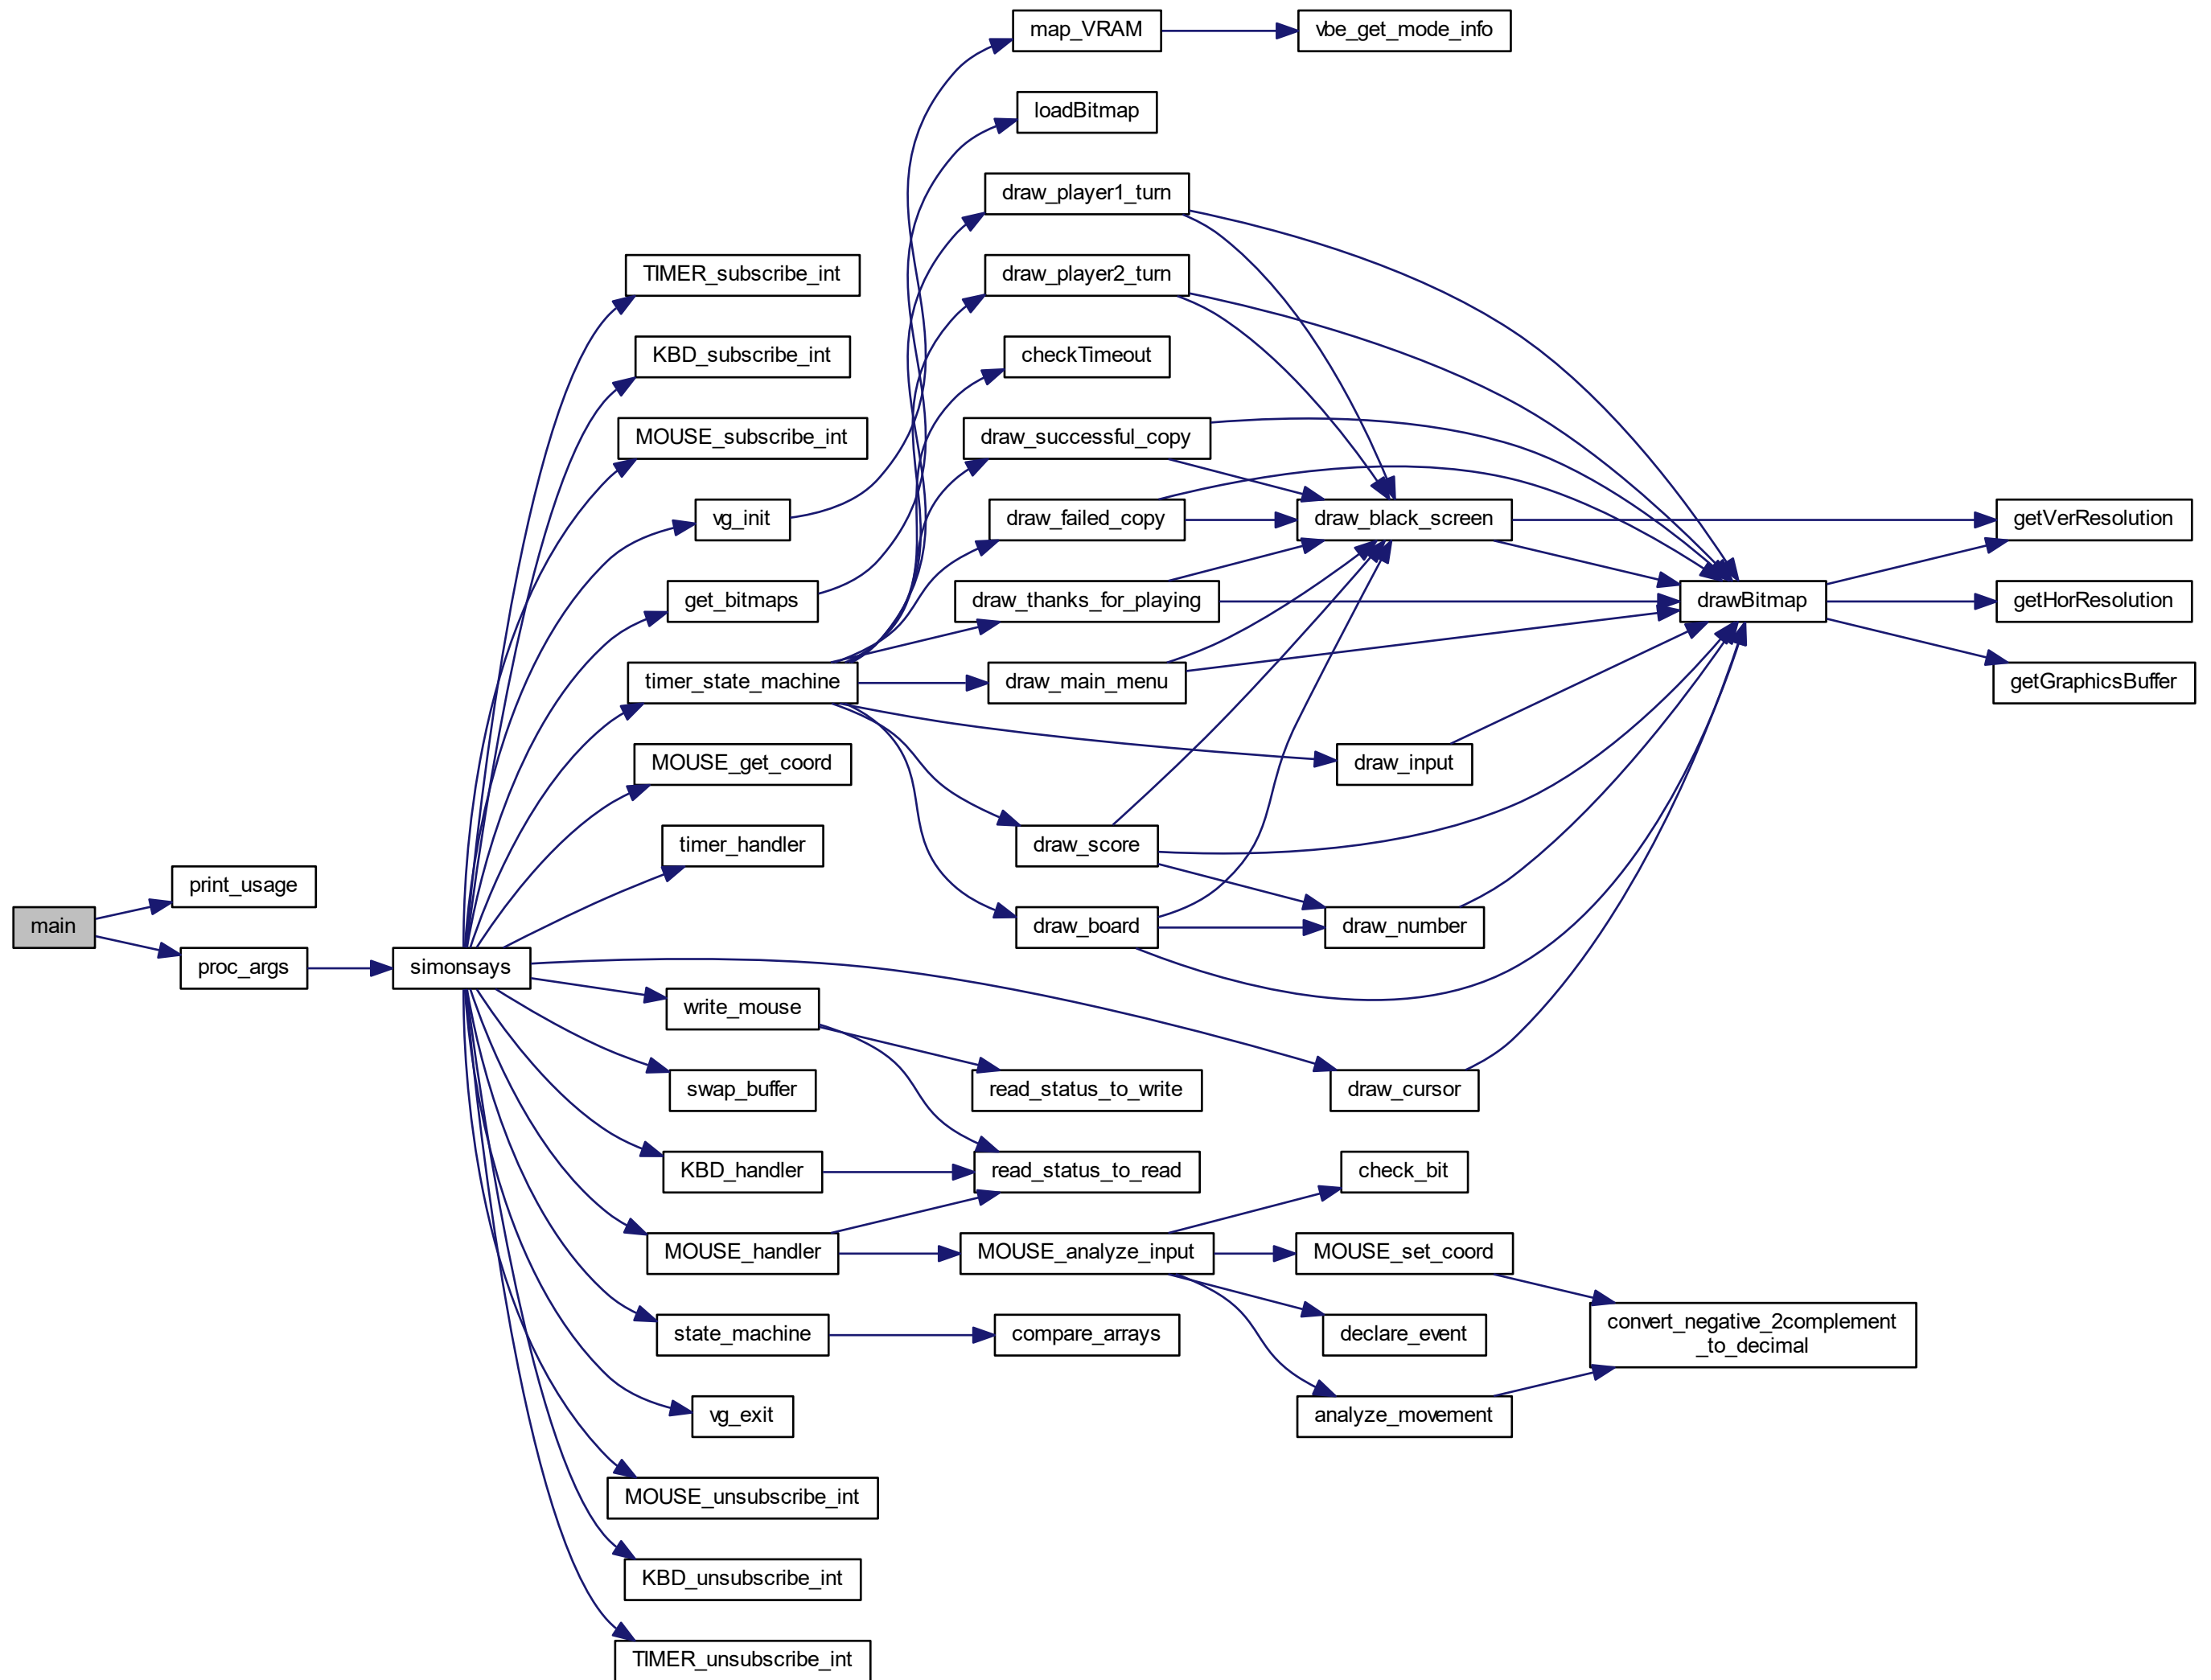 map_VRAM
vbe_get_mode_info
loadBitmap
draw_player1_turn
TIMER_subscribe_int
draw_player2_turn
KBD_subscribe_int
checkTimeout
MOUSE_subscribe_int
draw_successful_copy
vg_init
draw_failed_copy
draw_black_screen
getVerResolution
get_bitmaps
draw_thanks_for_playing
drawBitmap
getHorResolution
timer_state_machine
draw_main_menu
getGraphicsBuffer
MOUSE_get_coord
draw_input
timer_handler
draw_score
print_usage
main
draw_board
draw_number
proc_args
simonsays
write_mouse
swap_buffer
read_status_to_write
draw_cursor
KBD_handler
read_status_to_read
check_bit
MOUSE_handler
MOUSE_analyze_input
MOUSE_set_coord
state_machine
compare_arrays
declare_event
convert_negative_2complement
_to_decimal
vg_exit
analyze_movement
MOUSE_unsubscribe_int
KBD_unsubscribe_int
TIMER_unsubscribe_int